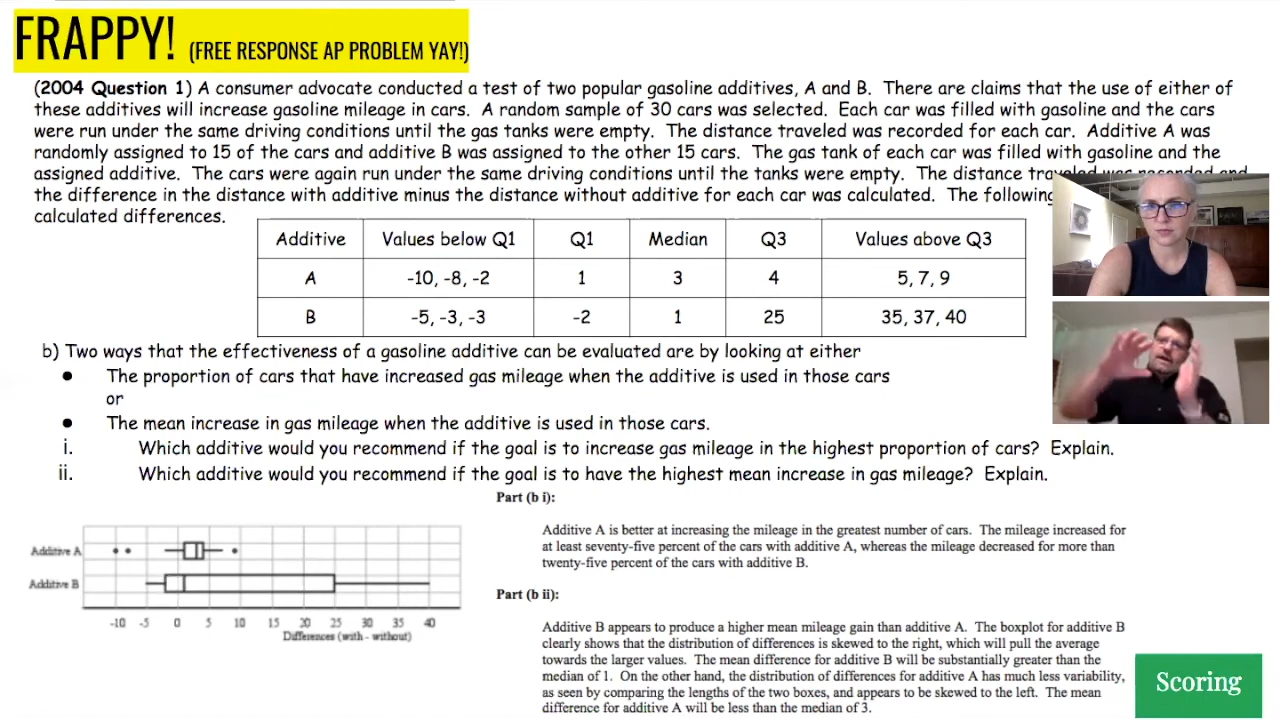 FRAPPY! (FREE RESPONSE AP PROBLEM YAY!)
(2004 Question 1) A consumer advocate conducted a test of two popular gasoline additives, A and B. There are claims that the use of either of
these additives will increase gasoline mileage in cars. A random sample of 30 cars was selected. Each car was filled with gasoline and the cars
were run under the same driving conditions until the gas tanks were empty. The distance traveled was recorded for each car. Additive A was
randomly assigned to 15 of the cars and additive B was assigned to the other 15 cars. The gas tank of each car was filled with gasoline and the
assigned additive. The cars were again run under the same driving conditions until the tanks were empty. The distance traveled was recorded and
the difference in the distance with additive minus the distance without additive for each car was calculated. The following
calculated differences.
Additive Values below Q1 Q1 Median Q3 Values above Q3
A -10, -8, -2 1 3 4 5, 7, 9
B -5, -3, -3 -2 1 25 35, 37, 40
b) Two ways that the effectiveness of a gasoline additive can be evaluated are by looking at either
● The proportion of cars that have increased gas mileage when the additive is used in those cars
or
● The mean increase in gas mileage when the additive is used in those cars.
i. Which additive would you recommend if the goal is to increase gas mileage in the highest proportion of cars? Explain.
ii. Which additive would you recommend if the goal is to have the highest mean increase in gas mileage? Explain.
Additive A
Additive B
-10 -5 0 5 10 15 20 25 30 35 40
Differences (with - without)
Part (b i):
Additive A is better at increasing the mileage in the greatest number of cars. The mileage increased for
at least seventy-five percent of the cars with additive A, whereas the mileage decreased for more than
twenty-five percent of the cars with additive B.
Part (b ii):
Additive B appears to produce a higher mean mileage gain than additive A. The boxplot for additive B
clearly shows that the distribution of differences is skewed to the right, which will pull the average
towards the larger values. The mean difference for additive B will be substantially greater than the
median of 1. On the other hand, the distribution of differences for additive A has much less variability,
as seen by comparing the lengths of the two boxes, and appears to be skewed to the left. The mean
difference for additive A will be less than the median of 3.
Scoring